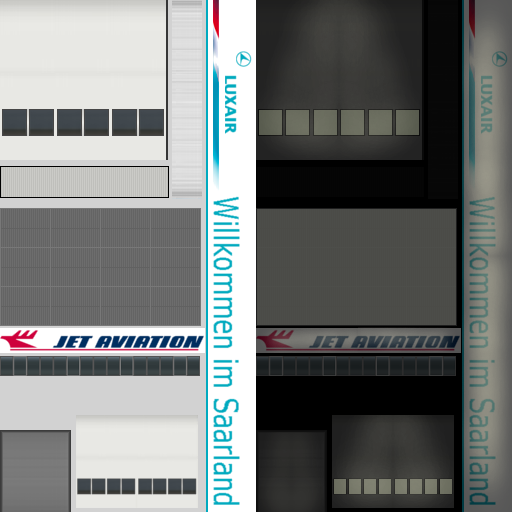 LUXAIR
Willkommen im Saarland
JET AVIATION
LUXAIR
Willkommen im Saarland
JET AVIATION